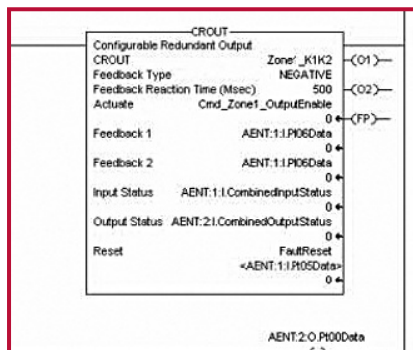 CROUT
Configurable Redundant Output
CROUT Zone1_K1K2 (O1)
Feedback Type NEGATIVE
Feedback Reaction Time (Msec) 500 (O2)
Actuate Cmd_Zone1_OutputEnable
0 (FP)
Feedback 1 AENT:1:I.Pt06Data
0
Feedback 2 AENT:1:I.Pt06Data
0
Input Status AENT:1:I.CombinedInputStatus
0
Output Status AENT:2:I.CombinedOutputStatus
0
Reset FaultReset
<AENT:1:I.Pt05Data>
0
AENT:2:O.Pt00Data